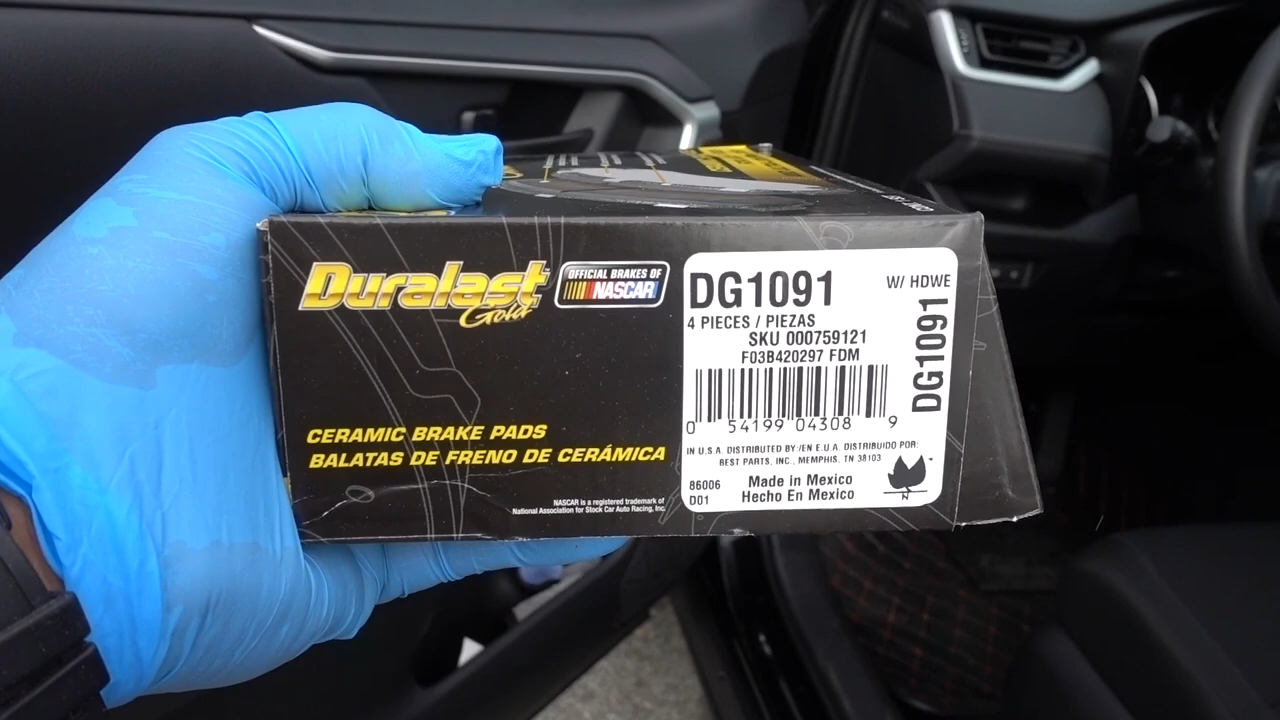 Duralast
Gold
OFFICIAL BRAKES OF
NASCAR
CERAMIC BRAKE PADS
BALATAS DE FRENO DE CERÁMICA
NASCAR is a registered trademark of
National Association for Stock Car Auto Racing, Inc.
DG1091
W/ HDWE
4 PIECES / PIEZAS
SKU 000759121
F03B420297 FDM
DG1091
0 54199 04308 9
IN U.S.A. DISTRIBUTED BY:/EN E.U.A. DISTRIBUIDO POR:
BEST PARTS, INC., MEMPHIS, TN 38103
86006
D01
Made in Mexico
Hecho En Mexico
N